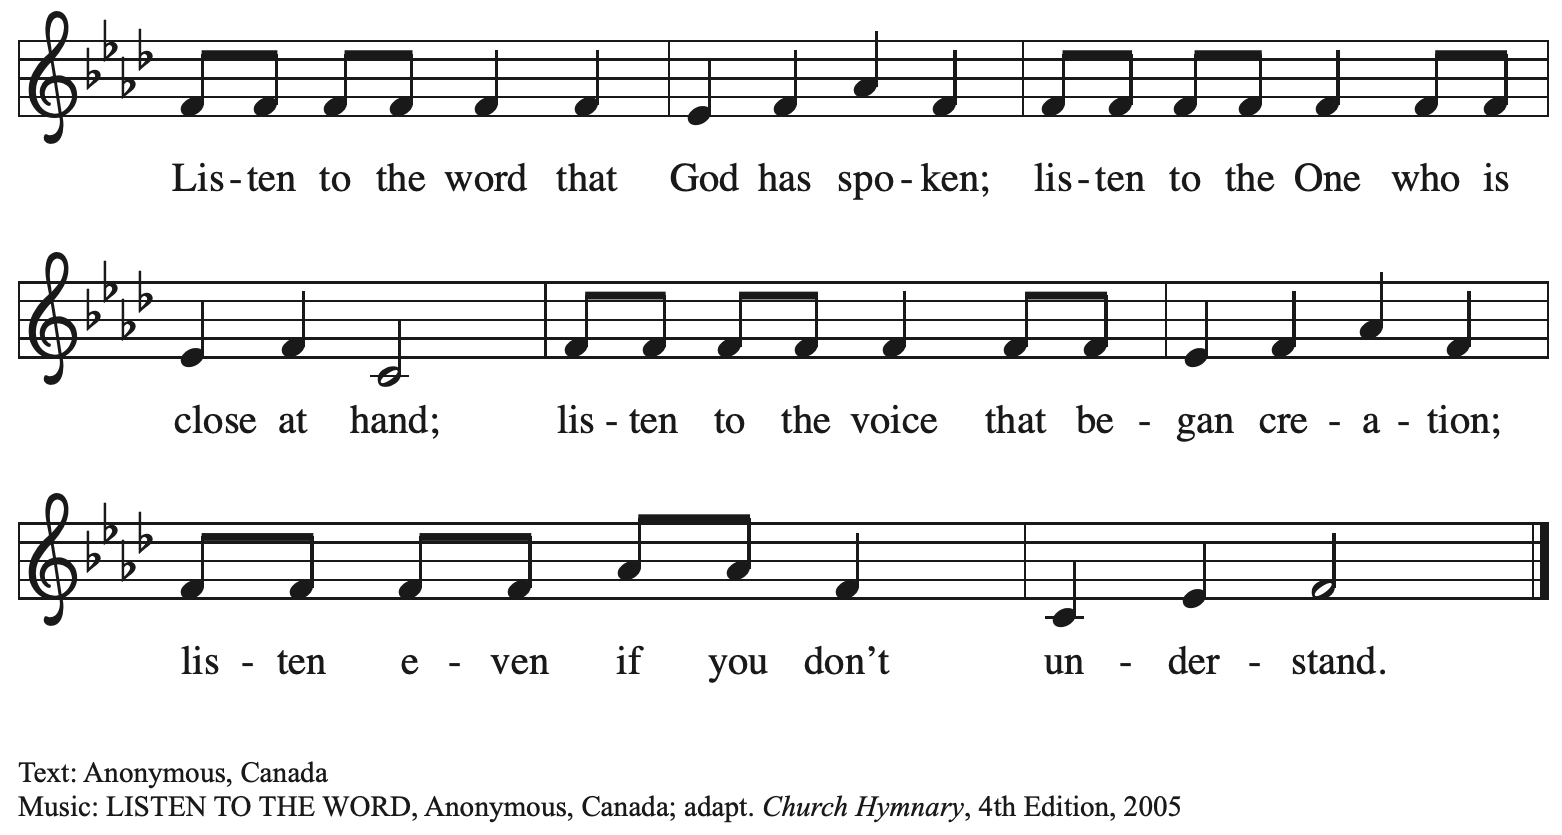 Lis-ten to the word that God has spo-ken; lis-ten to the One who is
close at hand; lis-ten to the voice that be-gan cre-a-tion;
lis-ten e-ven if you don’t un-der-stand.
Text: Anonymous, Canada
Music: LISTEN TO THE WORD, Anonymous, Canada; adapt. Church Hymnary, 4th Edition, 2005